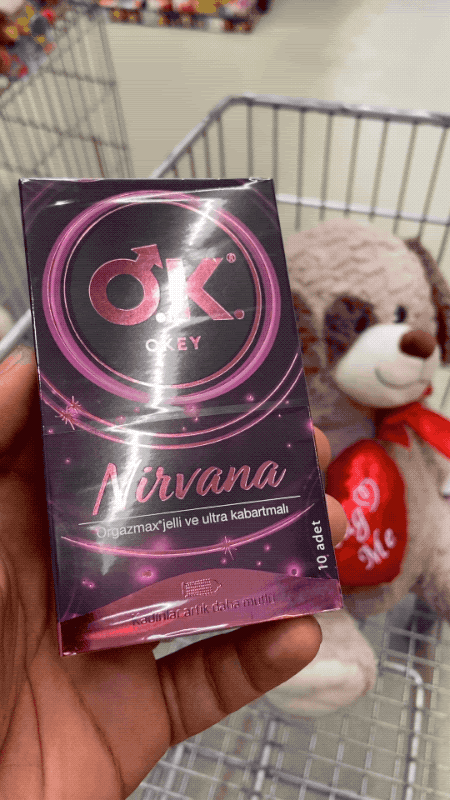 O.K.®
OKEY
Nirvana
Orgazmax® jelli ve ultra kabartmalı
10 adet
Kadınlar artık daha mutlu
Me